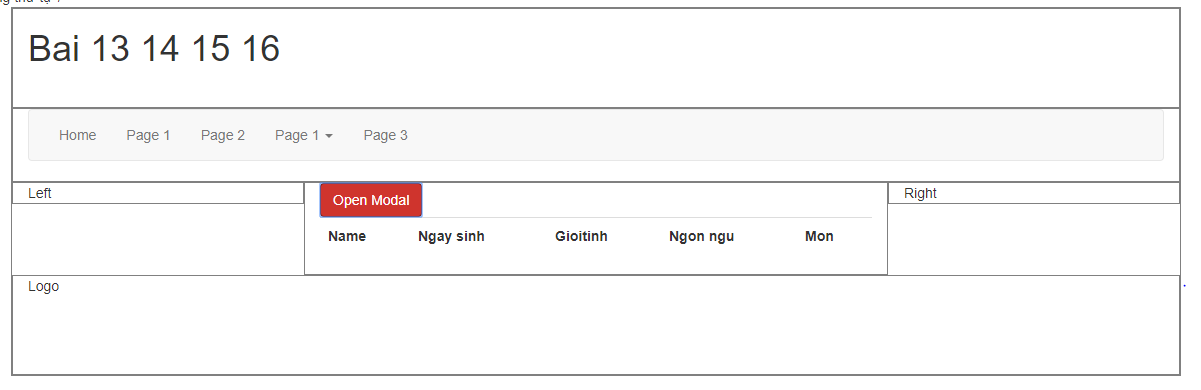 Bai 13 14 15 16
Home Page 1 Page 2 Page 1 Page 3
Left
Open Modal
Right
Name Ngay sinh Gioitinh Ngon ngu Mon
Logo